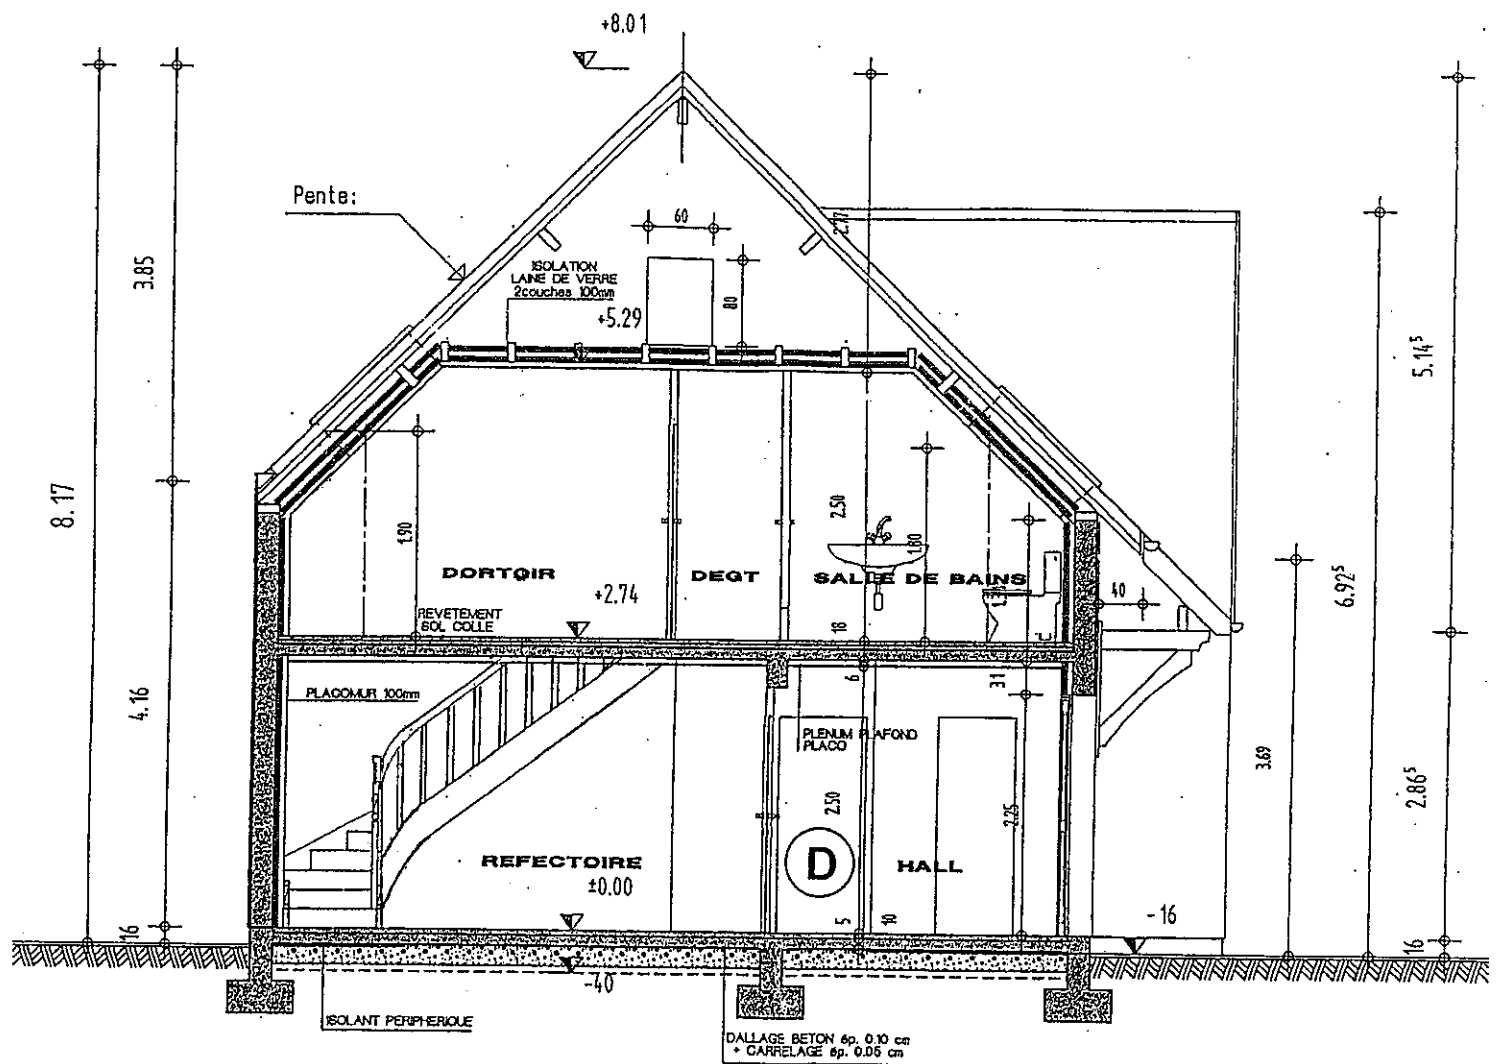 +8.01
Pente:
60
2.77
3.85
ISOLATION
LAINE DE VERRE
2couches 100mm
80
+5.29
5.14⁵
8.17
1.90
2.50
1.80
DORTOIR
DEGT
SALLE DE BAINS
40
6.92⁵
+2.74
REVETEMENT
SOL COLLE
18
4.16
PLACOMUR 100mm
6
31
PLENUM PLAFOND
PLACO
3.69
2.86⁵
2.50
2.25
D
REFECTOIRE
HALL
±0.00
16
5
10
-16
16
-40
ISOLANT PERIPHERIQUE
DALLAGE BETON ép. 0.10 cm
+ CARRELAGE ép. 0.05 cm